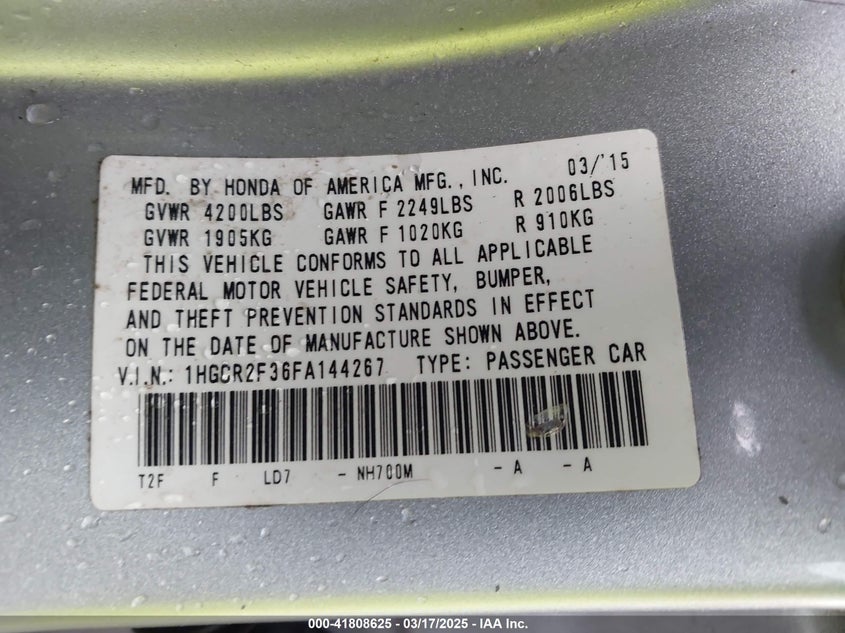 MFD. BY HONDA OF AMERICA MFG., INC. 03/'15
GVWR 4200LBS GAWR F 2249LBS R 2006LBS
GVWR 1905KG GAWR F 1020KG R 910KG
THIS VEHICLE CONFORMS TO ALL APPLICABLE
FEDERAL MOTOR VEHICLE SAFETY, BUMPER,
AND THEFT PREVENTION STANDARDS IN EFFECT
ON THE DATE OF MANUFACTURE SHOWN ABOVE.
V.I.N.: 1HGCR2F36FA144267 TYPE: PASSENGER CAR
T2F F LD7 - NH700M - A - A
000-41808625 - 03/17/2025 - IAA Inc.